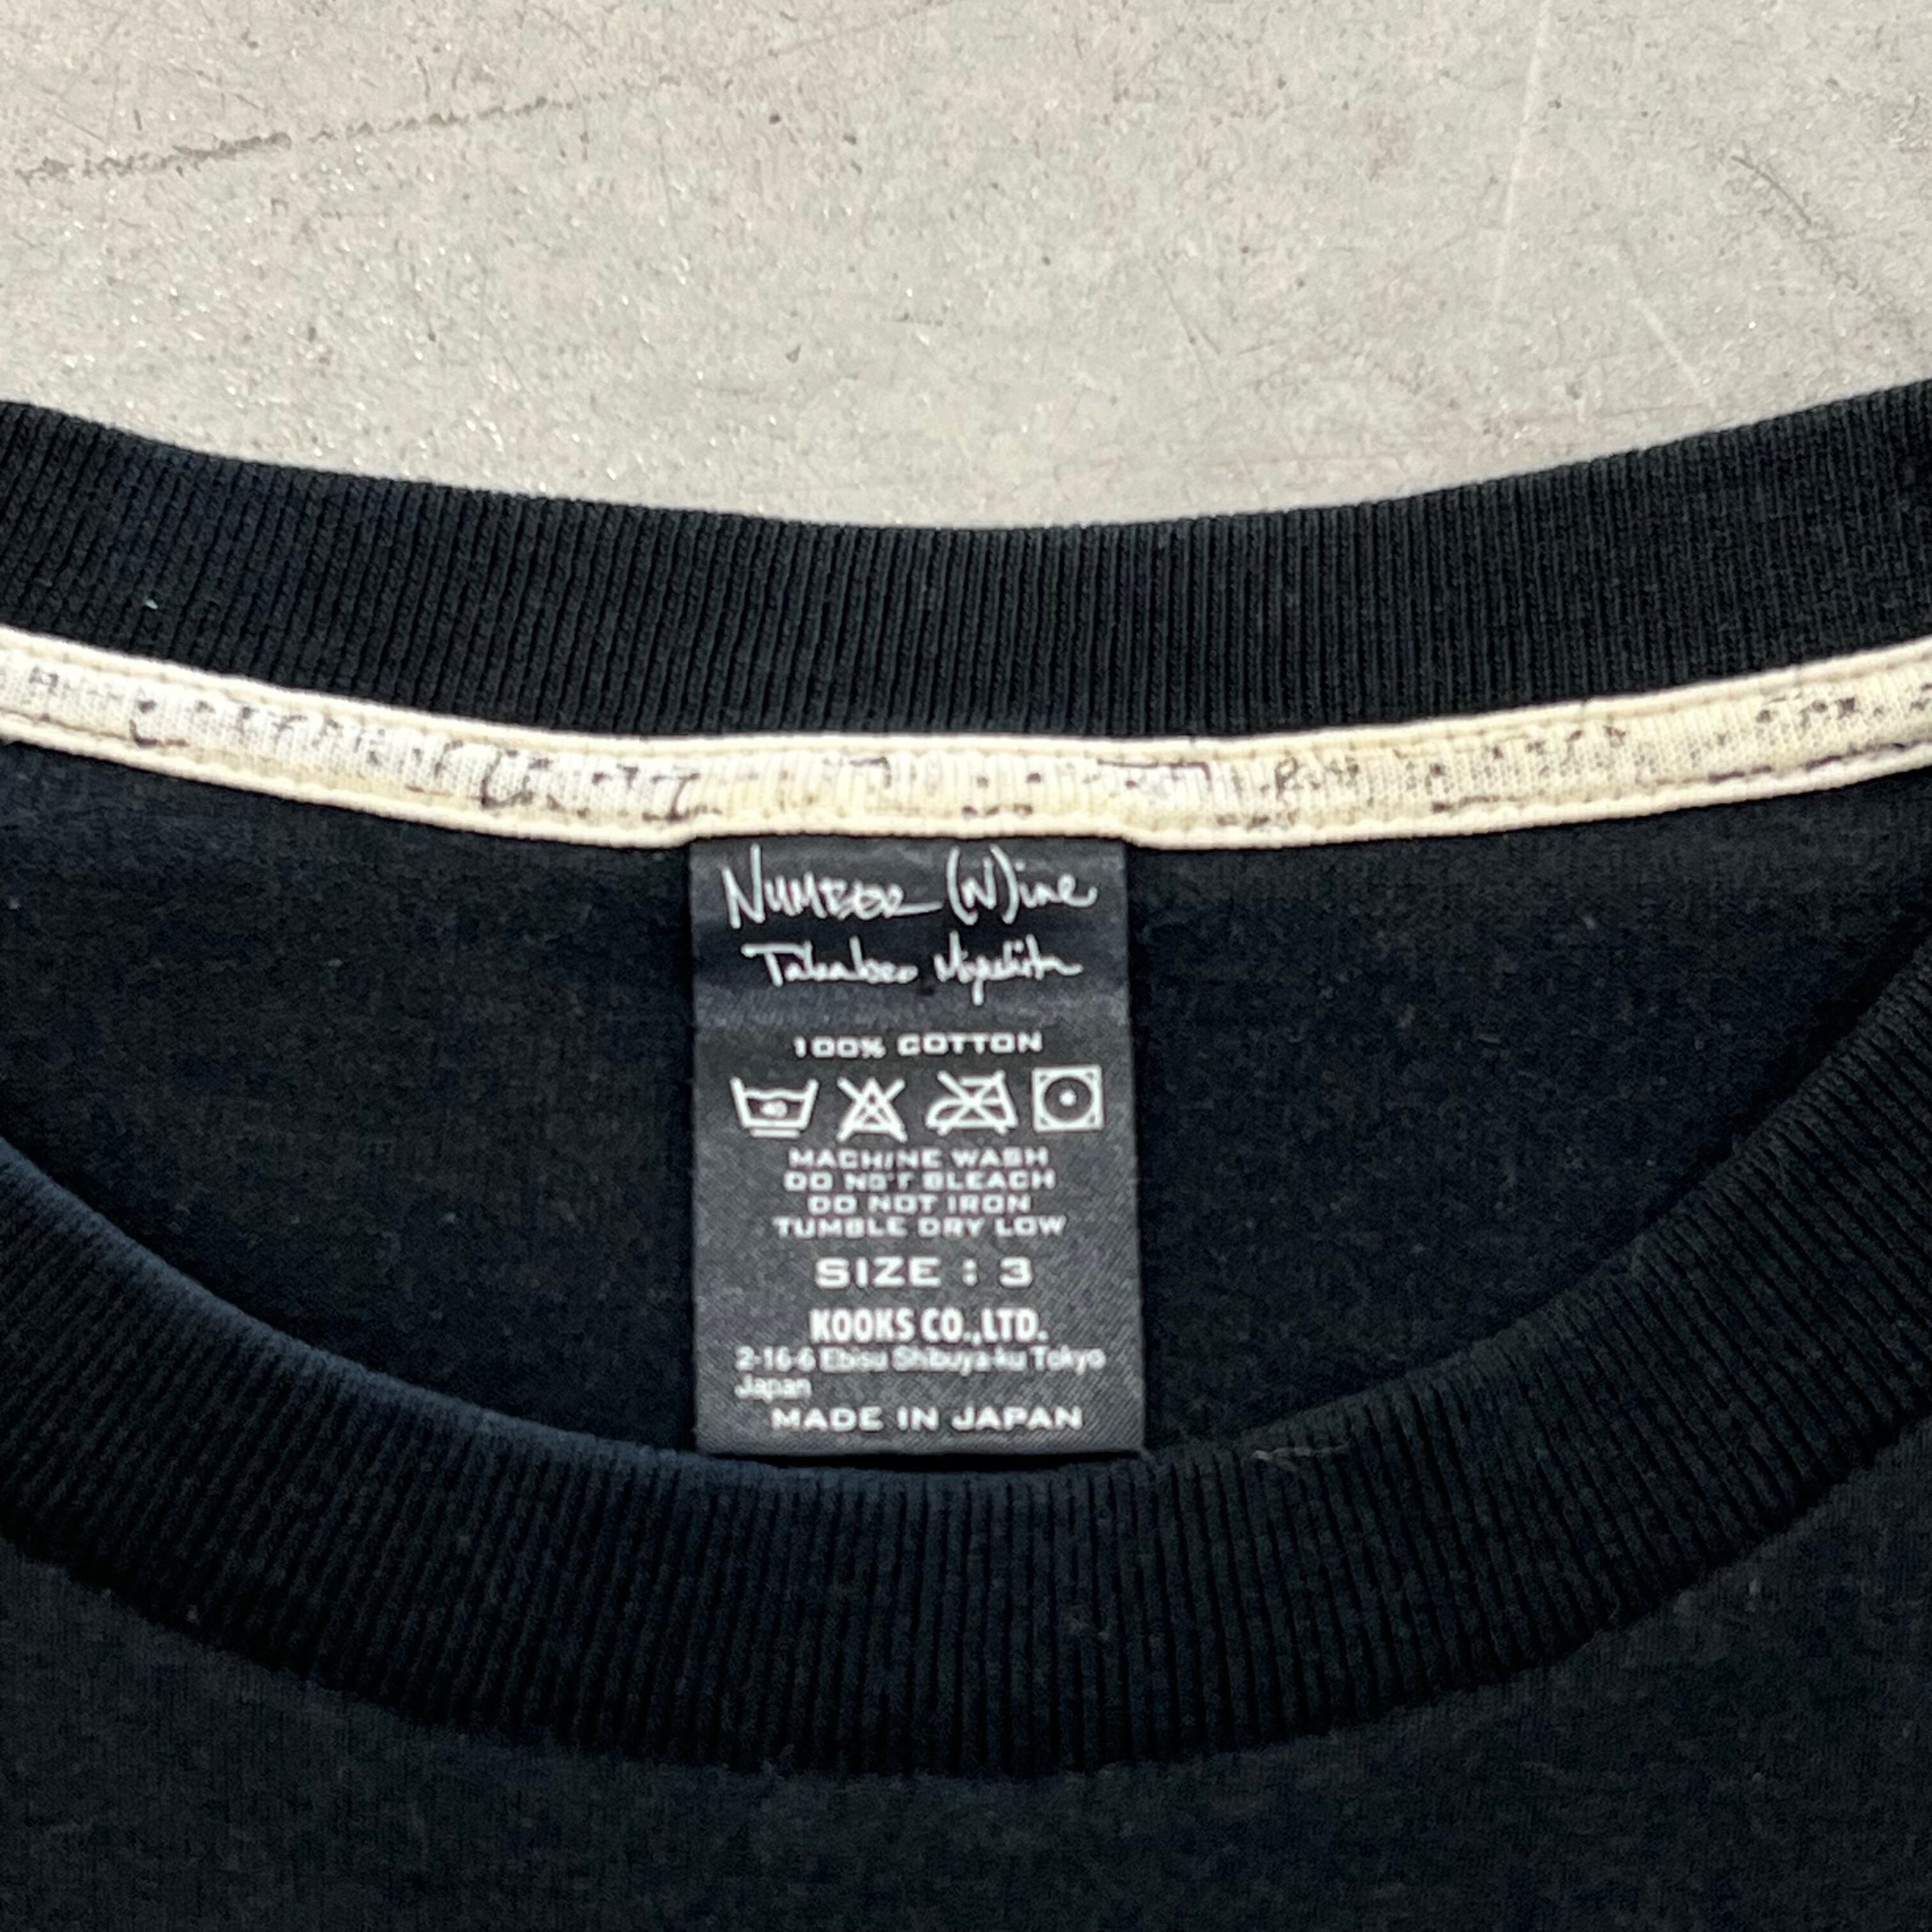 NUMBER (N)ine
Takahiro Miyashita
100% COTTON
40
MACHINE WASH
DO NOT BLEACH
DO NOT IRON
TUMBLE DRY LOW
SIZE : 3
KOOKS CO.,LTD.
2-16-6 Ebisu Shibuya-ku Tokyo
Japan
MADE IN JAPAN